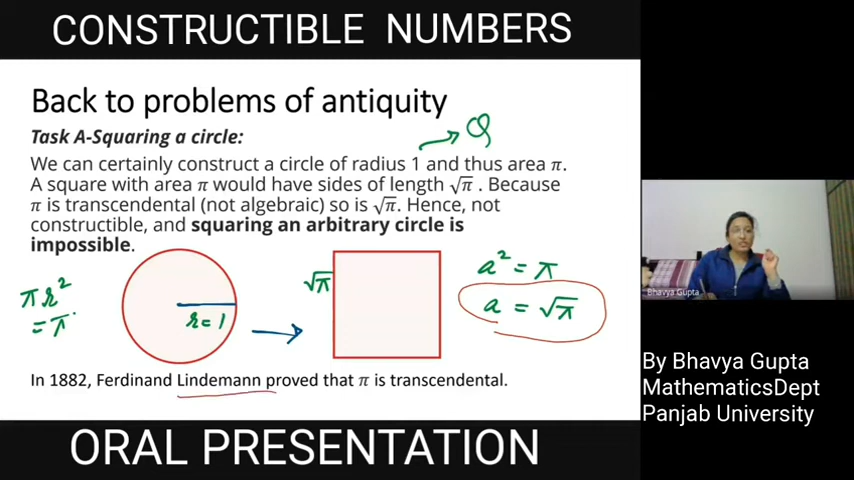 CONSTRUCTIBLE NUMBERS
Back to problems of antiquity
Task A-Squaring a circle:
→ Q
We can certainly construct a circle of radius 1 and thus area π.
A square with area π would have sides of length √π . Because
π is transcendental (not algebraic) so is √π. Hence, not
constructible, and squaring an arbitrary circle is
impossible.
πr²
= π
r = 1
√π
a² = π
a = √π
In 1882, Ferdinand Lindemann proved that π is transcendental.
Bhavya Gupta
By Bhavya Gupta
MathematicsDept
Panjab University
ORAL PRESENTATION